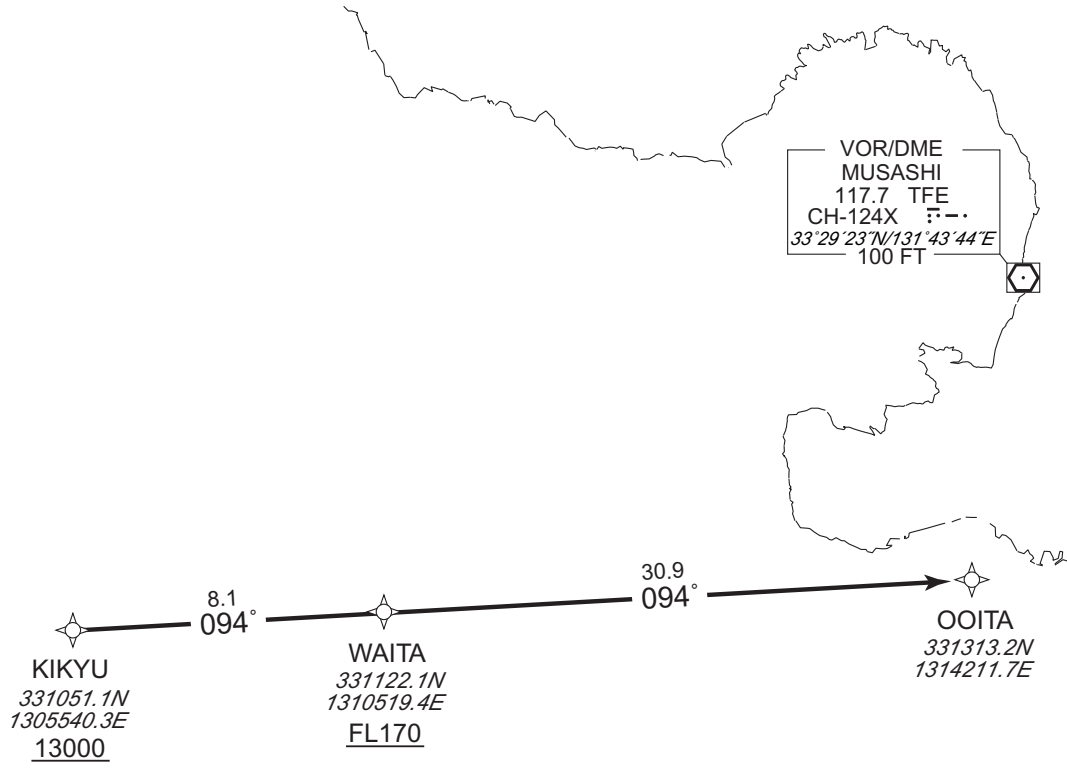 VOR/DME
MUSASHI
117.7 TFE
CH-124X
33°29´23˝N/131°43´44˝E
100 FT
8.1
094°
30.9
094°
KIKYU
331051.1N
1305540.3E
13000
WAITA
331122.1N
1310519.4E
FL170
OOITA
331313.2N
1314211.7E